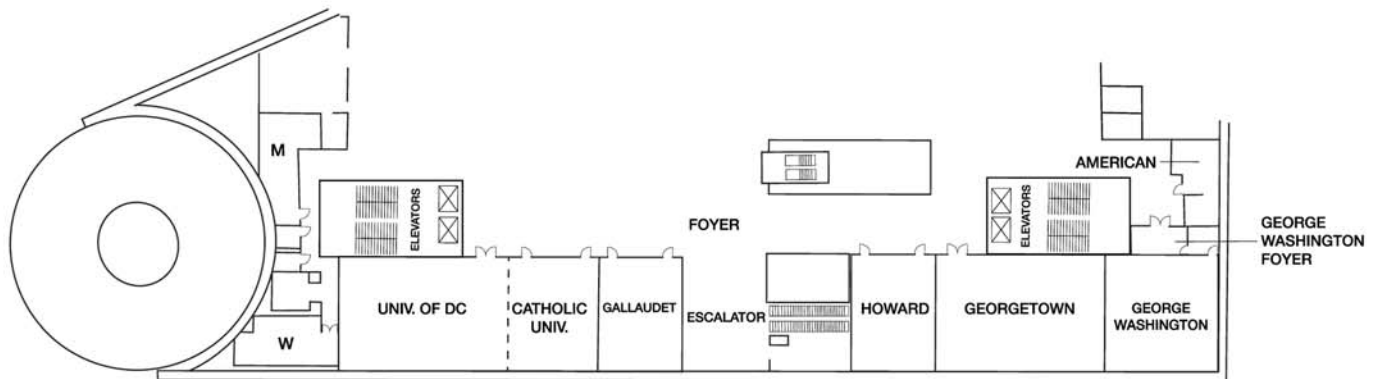 M
AMERICAN
ELEVATORS
ELEVATORS
FOYER
GEORGE
WASHINGTON
FOYER
UNIV. OF DC
CATHOLIC
UNIV.
GALLAUDET
ESCALATOR
HOWARD
GEORGETOWN
GEORGE
WASHINGTON
W